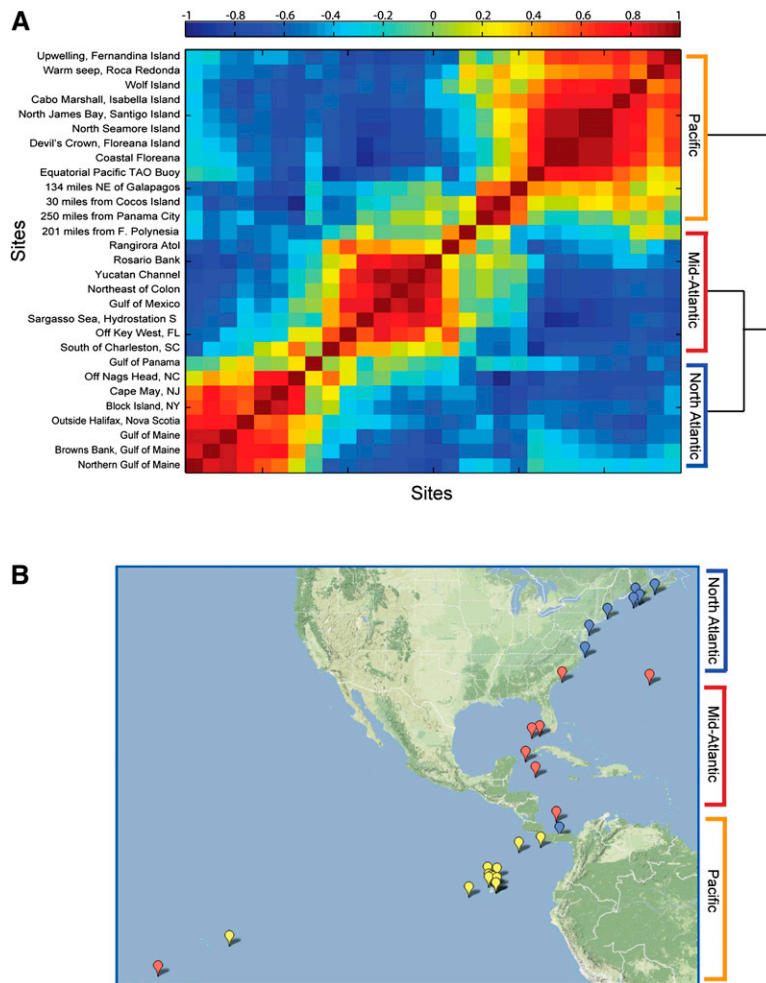 A
-1 -0.8 -0.6 -0.4 -0.2 0 0.2 0.4 0.6 0.8 1
Upwelling, Fernandina Island
Warm seep, Roca Redonda
Wolf Island
Cabo Marshall, Isabella Island
North James Bay, Santigo Island
North Seamore Island
Devil's Crown, Floreana Island
Coastal Floreana
Equatorial Pacific TAO Buoy
134 miles NE of Galapagos
30 miles from Cocos Island
250 miles from Panama City
201 miles from F. Polynesia
Rangirora Atol
Rosario Bank
Yucatan Channel
Northeast of Colon
Gulf of Mexico
Sargasso Sea, Hydrostation S
Off Key West, FL
South of Charleston, SC
Gulf of Panama
Off Nags Head, NC
Cape May, NJ
Block Island, NY
Outside Halifax, Nova Scotia
Gulf of Maine
Browns Bank, Gulf of Maine
Northern Gulf of Maine
Sites
Sites
Pacific
Mid-Atlantic
North Atlantic
B
North Atlantic
Mid-Atlantic
Pacific